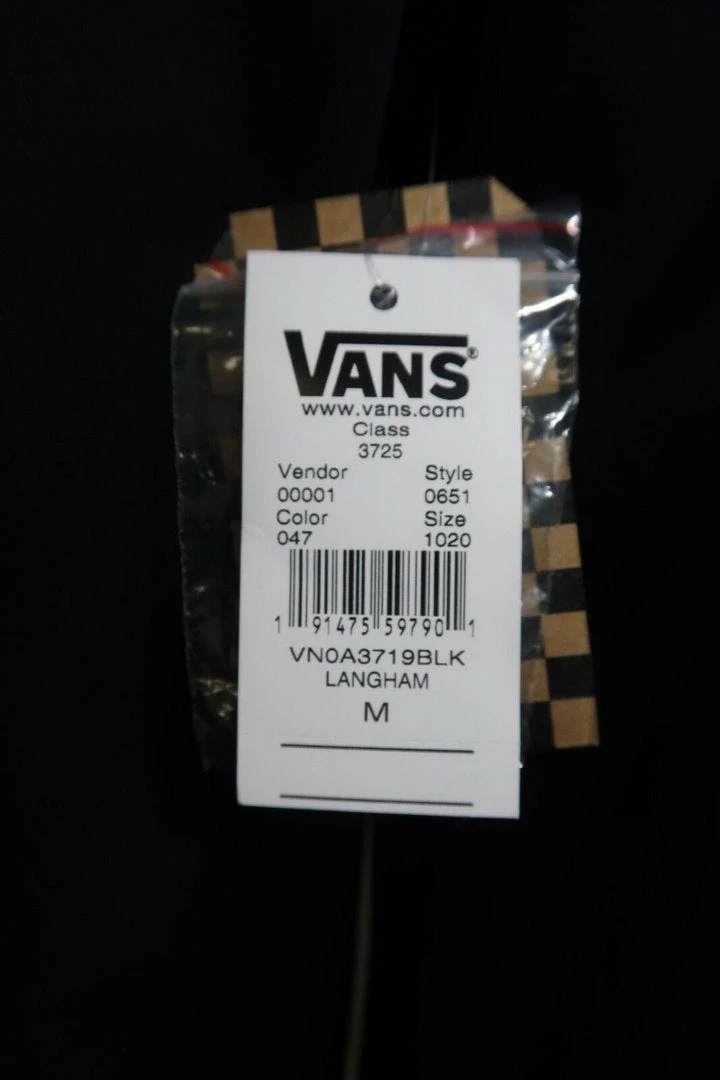 VANS®
www.vans.com
Class
3725
Vendor Style
00001 0651
Color Size
047 1020
1 91475 59790 1
VN0A3719BLK
LANGHAM
M